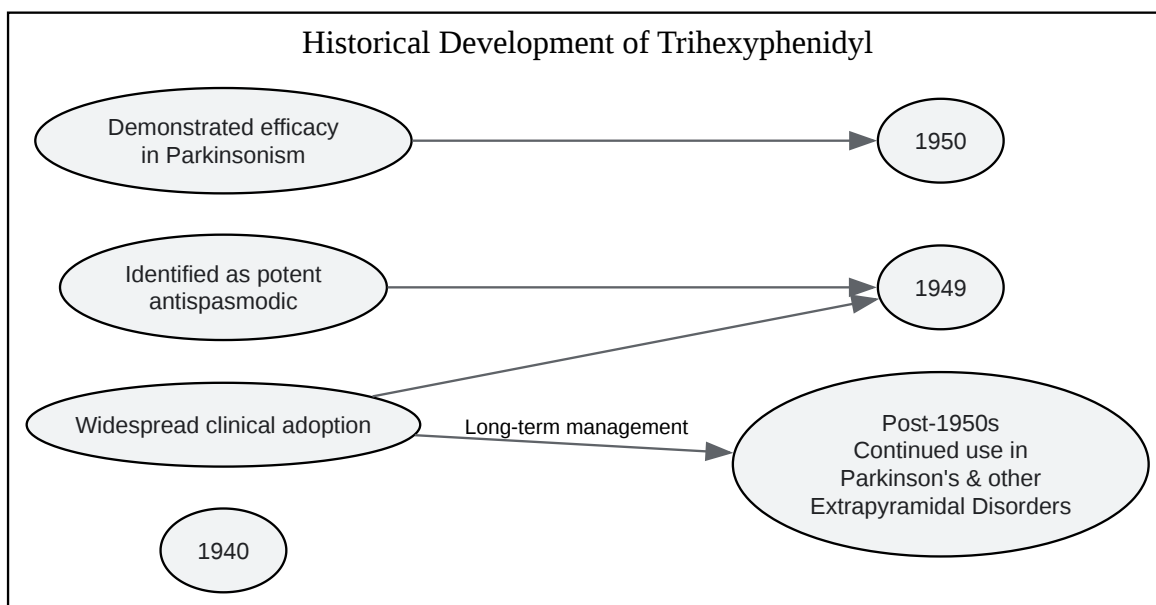 Historical Development of Trihexyphenidyl
Demonstrated efficacy
in Parkinsonism
1950
Identified as potent
antispasmodic
1949
Widespread clinical adoption
Long-term management
Post-1950s
Continued use in
Parkinson's & other
Extrapyramidal Disorders
1940